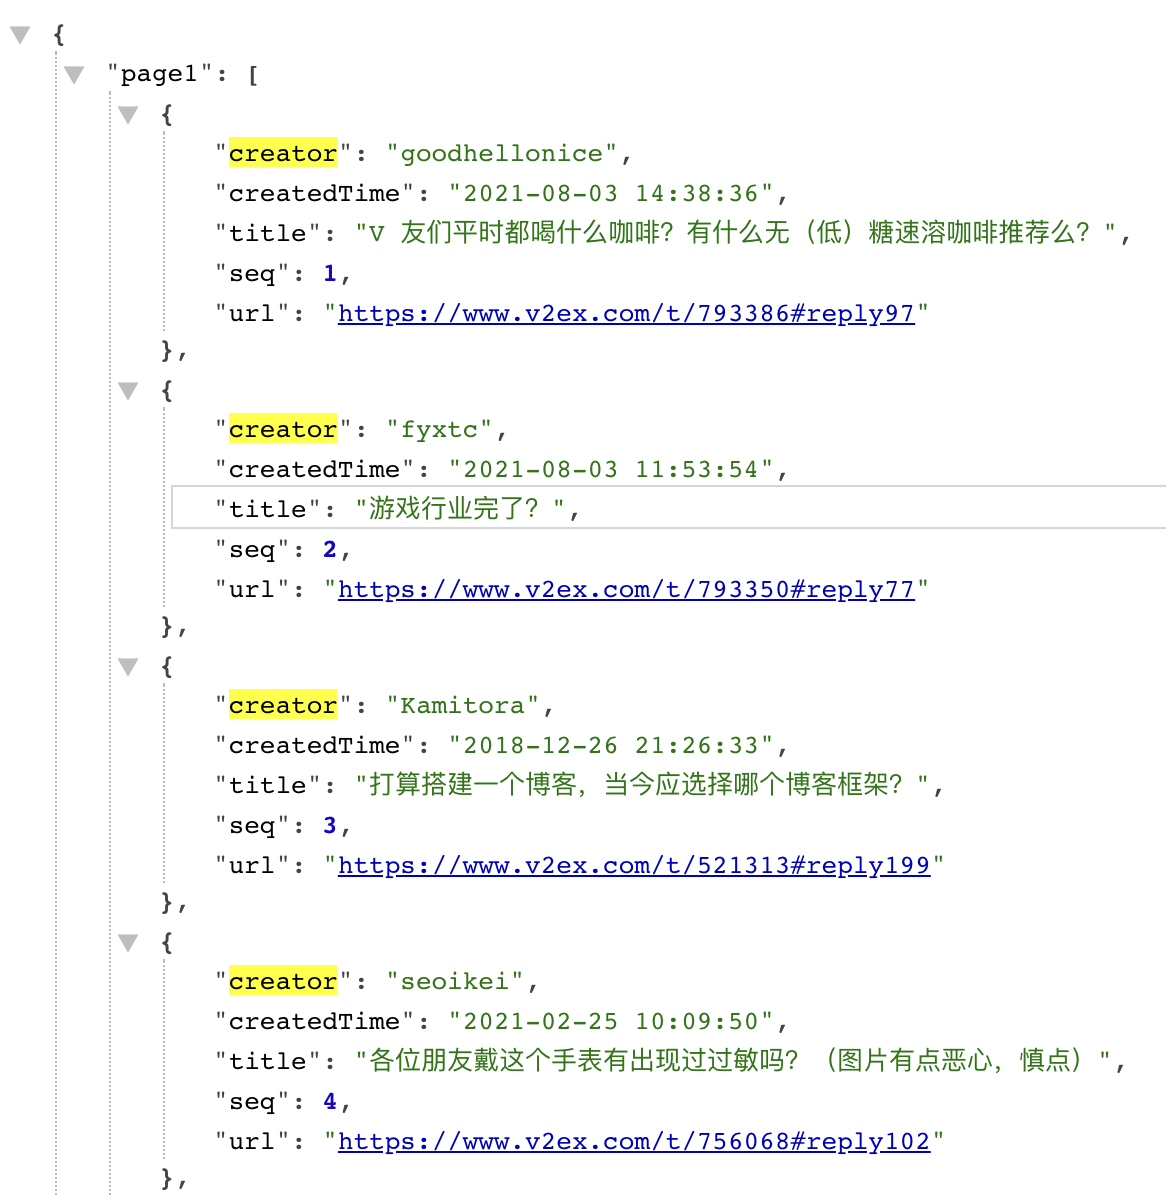 {
"page1": [
{
"creator": "goodhellonice",
"createdTime": "2021-08-03 14:38:36",
"title": "V 友们平时都喝什么咖啡？有什么无（低）糖速溶咖啡推荐么？",
"seq": 1,
"url": "https://www.v2ex.com/t/793386#reply97"
},
{
"creator": "fyxtc",
"createdTime": "2021-08-03 11:53:54",
"title": "游戏行业完了？",
"seq": 2,
"url": "https://www.v2ex.com/t/793350#reply77"
},
{
"creator": "Kamitora",
"createdTime": "2018-12-26 21:26:33",
"title": "打算搭建一个博客，当今应选择哪个博客框架？",
"seq": 3,
"url": "https://www.v2ex.com/t/521313#reply199"
},
{
"creator": "seoikei",
"createdTime": "2021-02-25 10:09:50",
"title": "各位朋友戴这个手表有出现过过敏吗？（图片有点恶心，慎点）",
"seq": 4,
"url": "https://www.v2ex.com/t/756068#reply102"
},